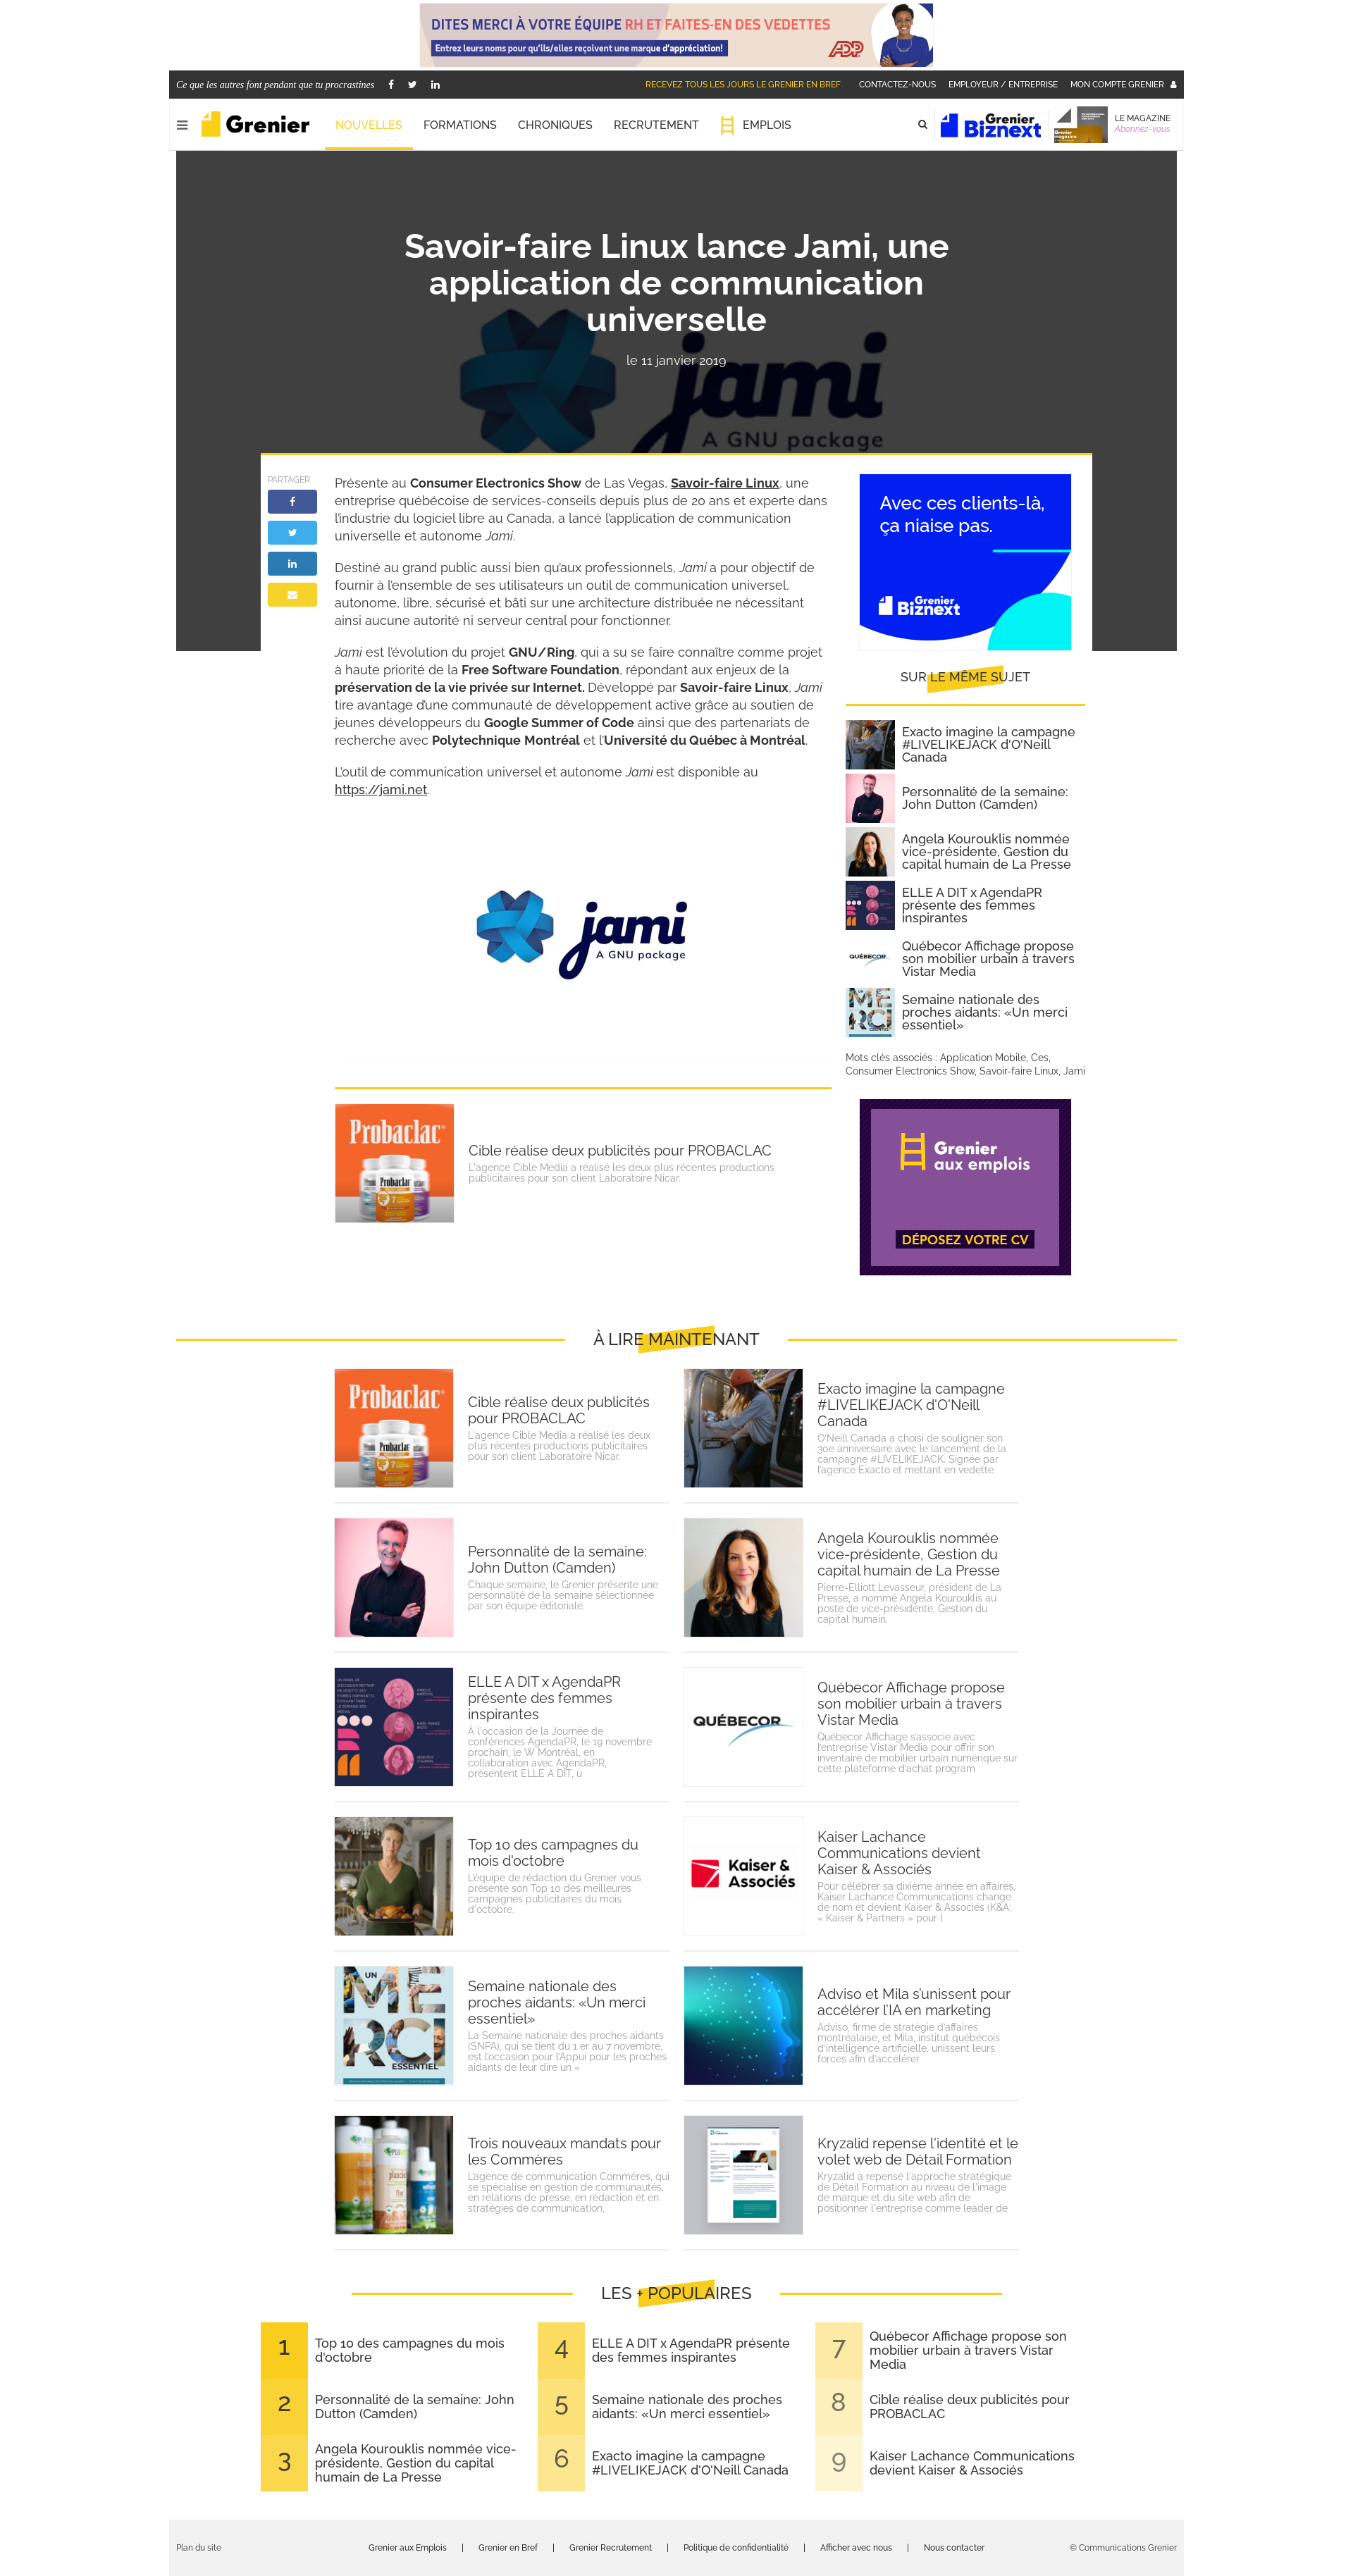 DITES MERCI À VOTRE ÉQUIPE RH ET FAITES-EN DES VEDETTES
Entrez leurs noms pour qu'ils/elles reçoivent une marque d'appréciation!
ADP
Ce que les autres font pendant que tu procrastines
RECEVEZ TOUS LES JOURS LE GRENIER EN BREF
CONTACTEZ-NOUS
EMPLOYEUR / ENTREPRISE
MON COMPTE GRENIER
Grenier
NOUVELLES
FORMATIONS
CHRONIQUES
RECRUTEMENT
EMPLOIS
Grenier
Biznext
LE MAGAZINE
Abonnez-vous
Savoir-faire Linux lance Jami, une
application de communication
universelle
le 11 janvier 2019
jami
A GNU package
PARTAGER
Présente au Consumer Electronics Show de Las Vegas, Savoir-faire Linux, une
entreprise québécoise de services-conseils depuis plus de 20 ans et experte dans
l'industrie du logiciel libre au Canada, a lancé l'application de communication
universelle et autonome Jami.
Destiné au grand public aussi bien qu'aux professionnels, Jami a pour objectif de
fournir à l'ensemble de ses utilisateurs un outil de communication universel,
autonome, libre, sécurisé et bâti sur une architecture distribuée ne nécessitant
ainsi aucune autorité ni serveur central pour fonctionner.
Jami est l'évolution du projet GNU/Ring, qui a su se faire connaître comme projet
à haute priorité de la Free Software Foundation, répondant aux enjeux de la
préservation de la vie privée sur Internet. Développé par Savoir-faire Linux, Jami
tire avantage d'une communauté de développement active grâce au soutien de
jeunes développeurs du Google Summer of Code ainsi que des partenariats de
recherche avec Polytechnique Montréal et l'Université du Québec à Montréal.
L'outil de communication universel et autonome Jami est disponible au
https://jami.net.
jami
A GNU package
Cible réalise deux publicités pour PROBACLAC
L'agence Cible Media a réalisé les deux plus récentes productions
publicitaires pour son client Laboratoire Nicar.
Avec ces clients-là,
ça niaise pas.
Grenier
Biznext
SUR LE MÊME SUJET
Exacto imagine la campagne
#LIVELIKEJACK d'O'Neill
Canada
Personnalité de la semaine:
John Dutton (Camden)
Angela Kourouklis nommée
vice-présidente, Gestion du
capital humain de La Presse
ELLE A DIT x AgendaPR
présente des femmes
inspirantes
QUÉBECOR
Québecor Affichage propose
son mobilier urbain à travers
Vistar Media
Semaine nationale des
proches aidants: «Un merci
essentiel»
Mots clés associés : Application Mobile, Ces,
Consumer Electronics Show, Savoir-faire Linux, Jami
Grenier
aux emplois
DÉPOSEZ VOTRE CV
À LIRE MAINTENANT
Probaclac
Cible réalise deux publicités
pour PROBACLAC
L'agence Cible Media a réalisé les deux
plus récentes productions publicitaires
pour son client Laboratoire Nicar.
Exacto imagine la campagne
#LIVELIKEJACK d'O'Neill
Canada
O'Neill Canada a choisi de souligner son
30e anniversaire avec le lancement de la
campagne #LIVELIKEJACK. Signée par
l'agence Exacto et mettant en vedette
Personnalité de la semaine:
John Dutton (Camden)
Chaque semaine, le Grenier présente une
personnalité de la semaine sélectionnée
par son équipe éditoriale.
Angela Kourouklis nommée
vice-présidente, Gestion du
capital humain de La Presse
Pierre-Elliott Levasseur, président de La
Presse, a nommé Angela Kourouklis au
poste de vice-présidente, Gestion du
capital humain.
ELLE A DIT x AgendaPR
présente des femmes
inspirantes
À l'occasion de la Journée de
conférences AgendaPR, le 19 novembre
prochain, le W Montréal, en
collaboration avec AgendaPR,
présentent ELLE A DIT, u
QUÉBECOR
Québecor Affichage propose
son mobilier urbain à travers
Vistar Media
Québecor Affichage s'associe avec
l'entreprise Vistar Media pour offrir son
inventaire de mobilier urbain numérique sur
cette plateforme d'achat program
Top 10 des campagnes du
mois d'octobre
L'équipe de rédaction du Grenier vous
présente son Top 10 des meilleures
campagnes publicitaires du mois
d'octobre.
Kaiser &
Associés
Kaiser Lachance
Communications devient
Kaiser & Associés
Pour célébrer sa dixième année en affaires,
Kaiser Lachance Communications change
de nom et devient Kaiser & Associés (K&A;
« Kaiser & Partners » pour l
UN
MERCI
ESSENTIEL
Semaine nationale des
proches aidants: «Un merci
essentiel»
La Semaine nationale des proches aidants
(SNPA), qui se tient du 1 er au 7 novembre,
est l'occasion pour l'Appui pour les proches
aidants de leur dire un «
Adviso et Mila s'unissent pour
accélérer l'IA en marketing
Adviso, firme de stratégie d'affaires
montréalaise, et Mila, institut québécois
d'intelligence artificielle, unissent leurs
forces afin d'accélérer
Trois nouveaux mandats pour
les Commères
L'agence de communication Commères, qui
se spécialise en gestion de communautés,
en relations de presse, en rédaction et en
stratégies de communication,
Kryzalid repense l'identité et le
volet web de Détail Formation
Kryzalid a repensé l'approche stratégique
de Détail Formation au niveau de l'image
de marque et du site web afin de
positionner l'entreprise comme leader de
LES + POPULAIRES
1
Top 10 des campagnes du mois
d'octobre
2
Personnalité de la semaine: John
Dutton (Camden)
3
Angela Kourouklis nommée vice-
présidente, Gestion du capital
humain de La Presse
4
ELLE A DIT x AgendaPR présente
des femmes inspirantes
5
Semaine nationale des proches
aidants: «Un merci essentiel»
6
Exacto imagine la campagne
#LIVELIKEJACK d'O'Neill Canada
7
Québecor Affichage propose son
mobilier urbain à travers Vistar
Media
8
Cible réalise deux publicités pour
PROBACLAC
9
Kaiser Lachance Communications
devient Kaiser & Associés
Plan du site
Grenier aux Emplois | Grenier en Bref | Grenier Recrutement | Politique de confidentialité | Afficher avec nous | Nous contacter
© Communications Grenier